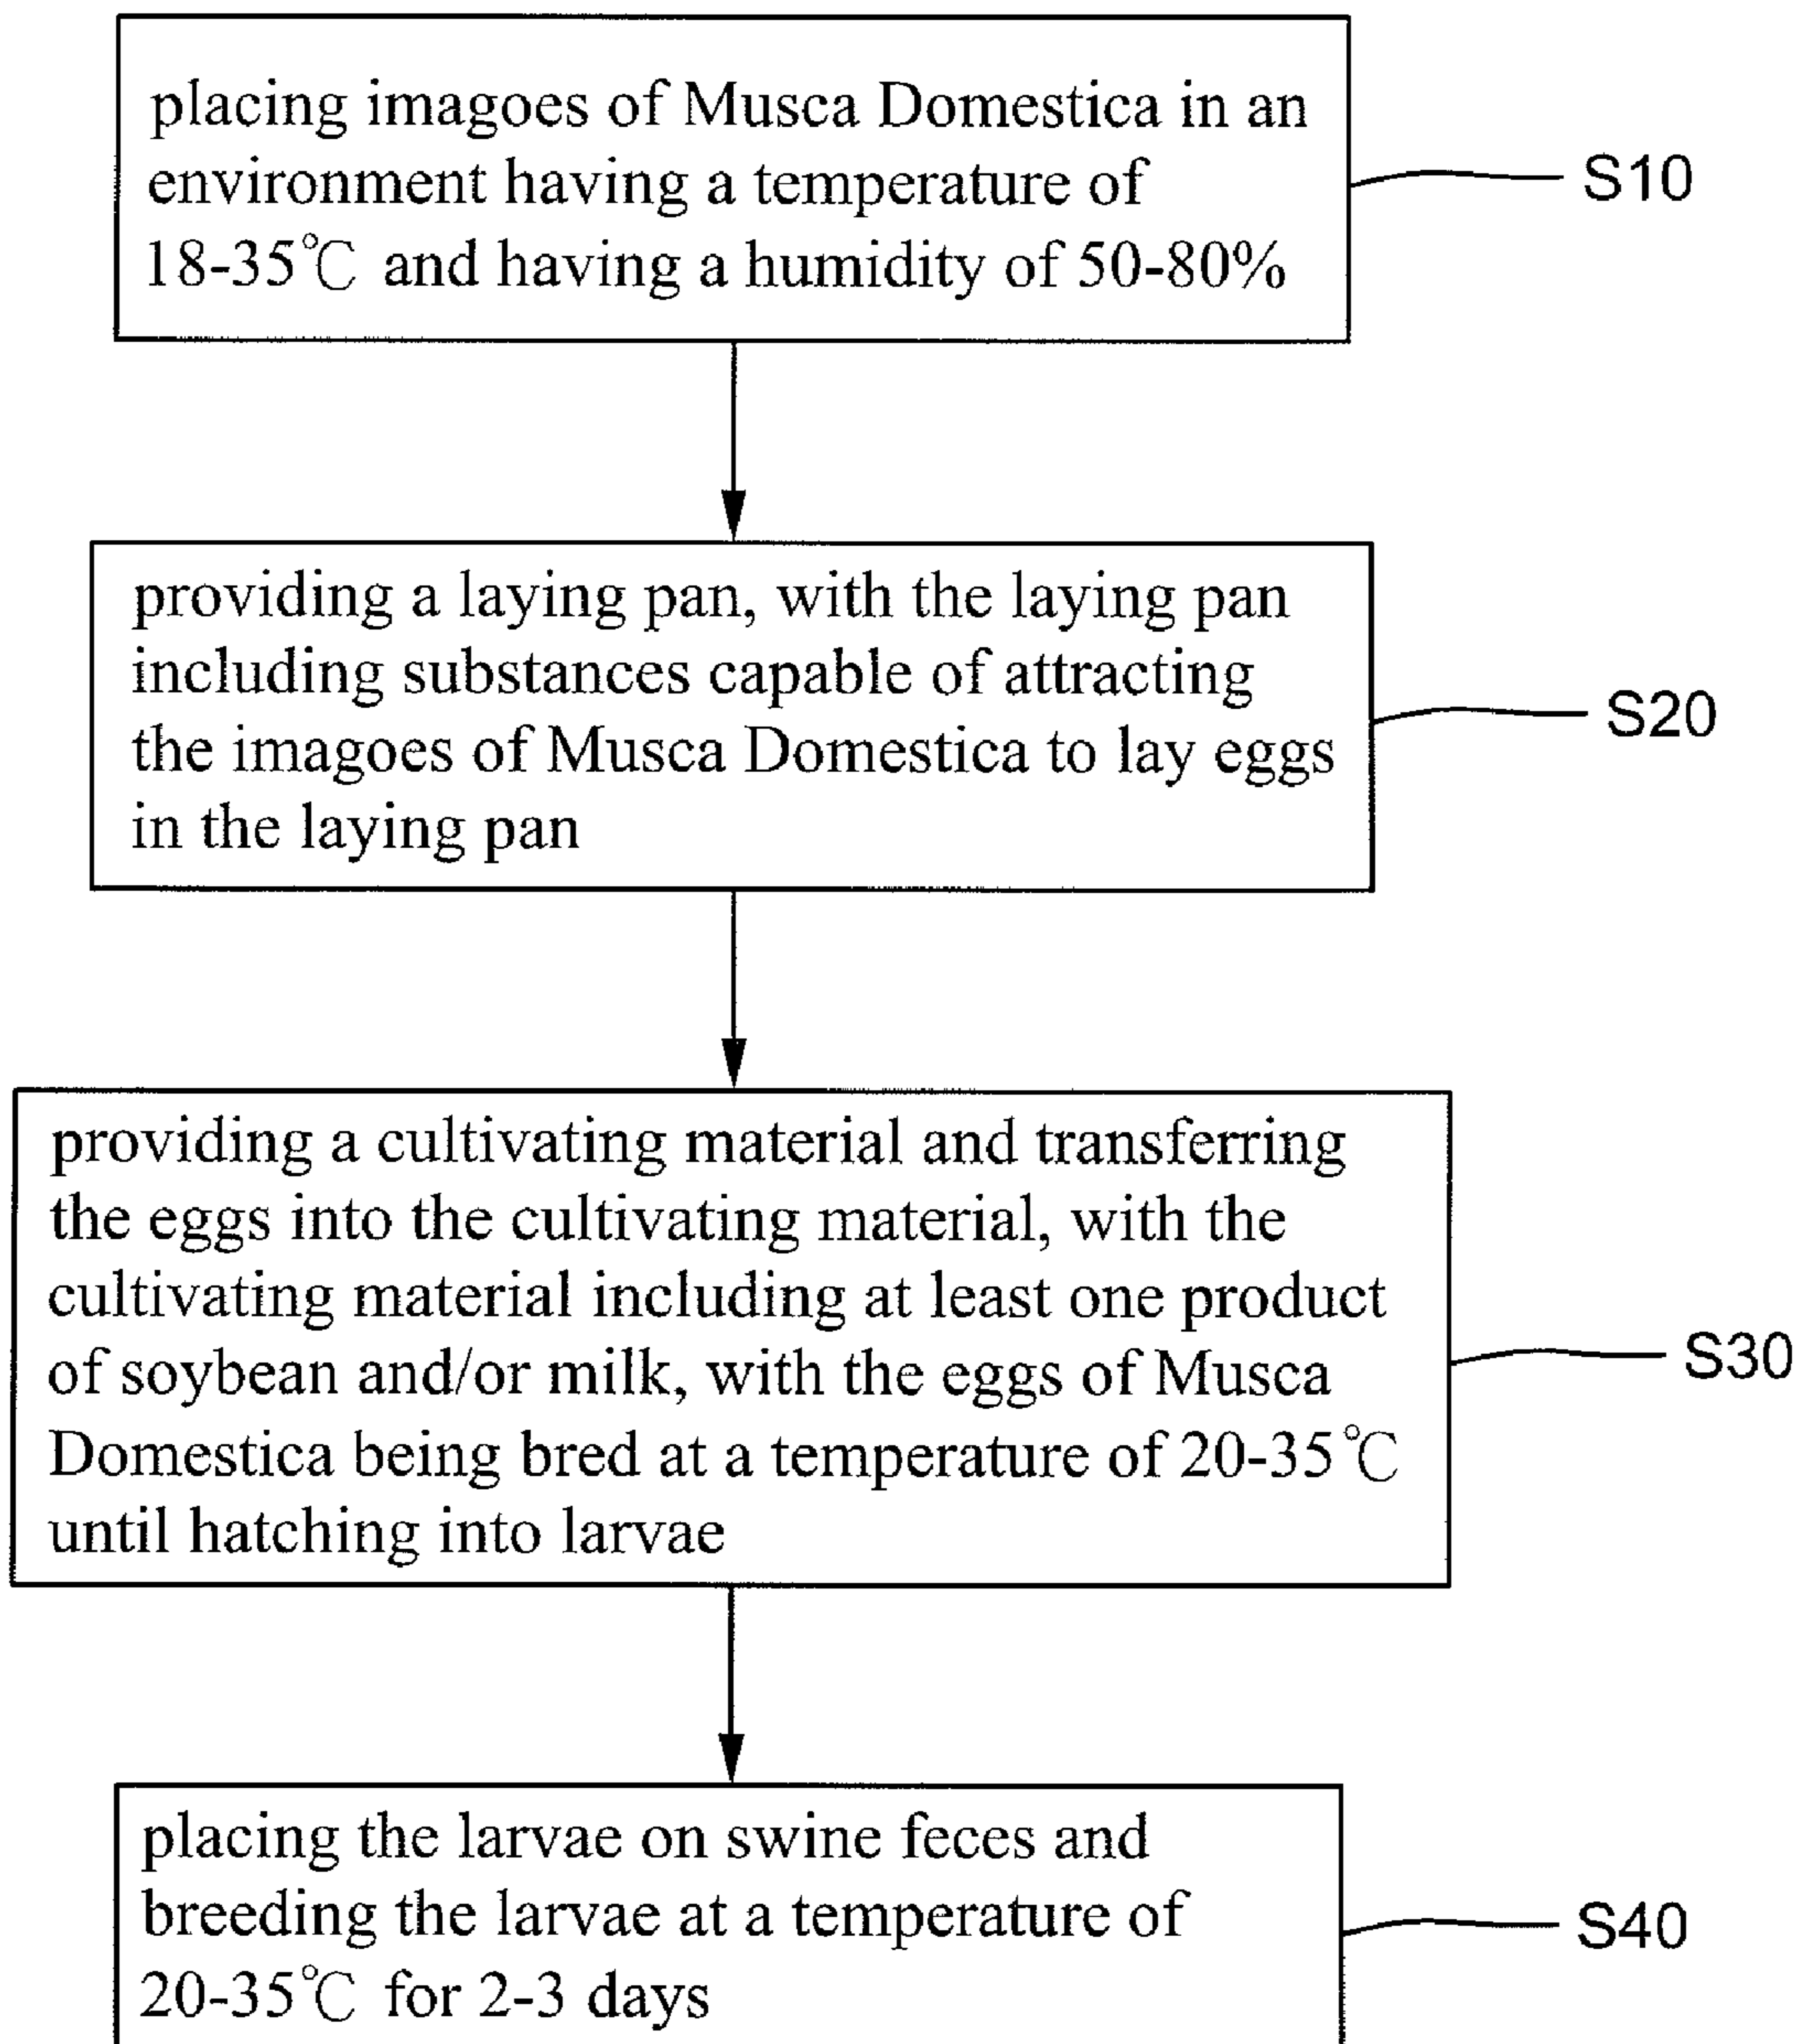 placing imagoes of Musca Domestica in an
environment having a temperature of
18-35℃ and having a humidity of 50-80%
S10
providing a laying pan, with the laying pan
including substances capable of attracting
the imagoes of Musca Domestica to lay eggs
in the laying pan
S20
providing a cultivating material and transferring
the eggs into the cultivating material, with the
cultivating material including at least one product
of soybean and/or milk, with the eggs of Musca
Domestica being bred at a temperature of 20-35℃
until hatching into larvae
S30
placing the larvae on swine feces and
breeding the larvae at a temperature of
20-35℃ for 2-3 days
S40